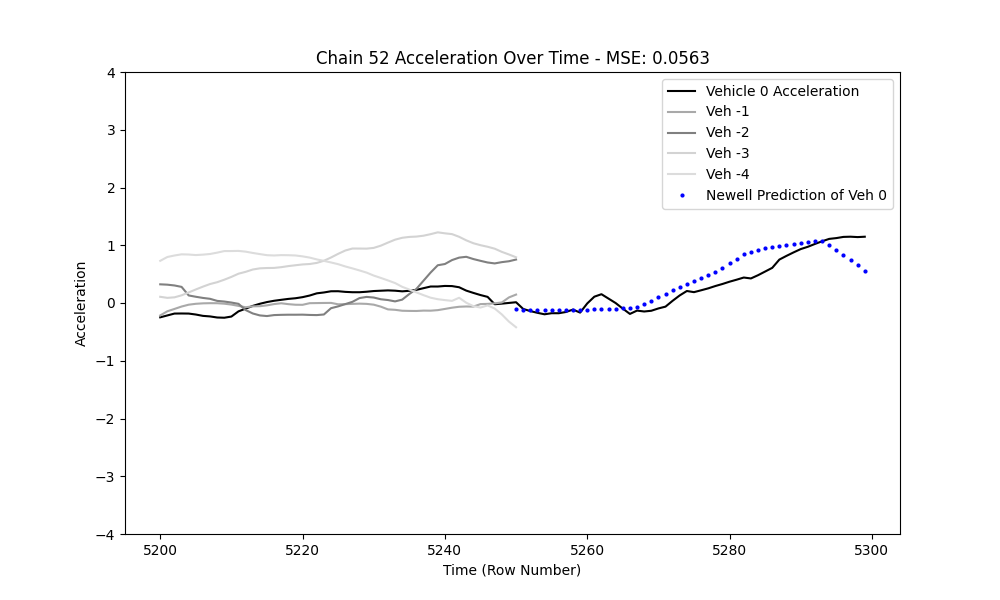 Chain 52 Acceleration Over Time - MSE: 0.0563
4
3
2
1
0
−1
−2
−3
−4
Acceleration
Vehicle 0 Acceleration
Veh -1
Veh -2
Veh -3
Veh -4
Newell Prediction of Veh 0
5200
5220
5240
5260
5280
5300
Time (Row Number)